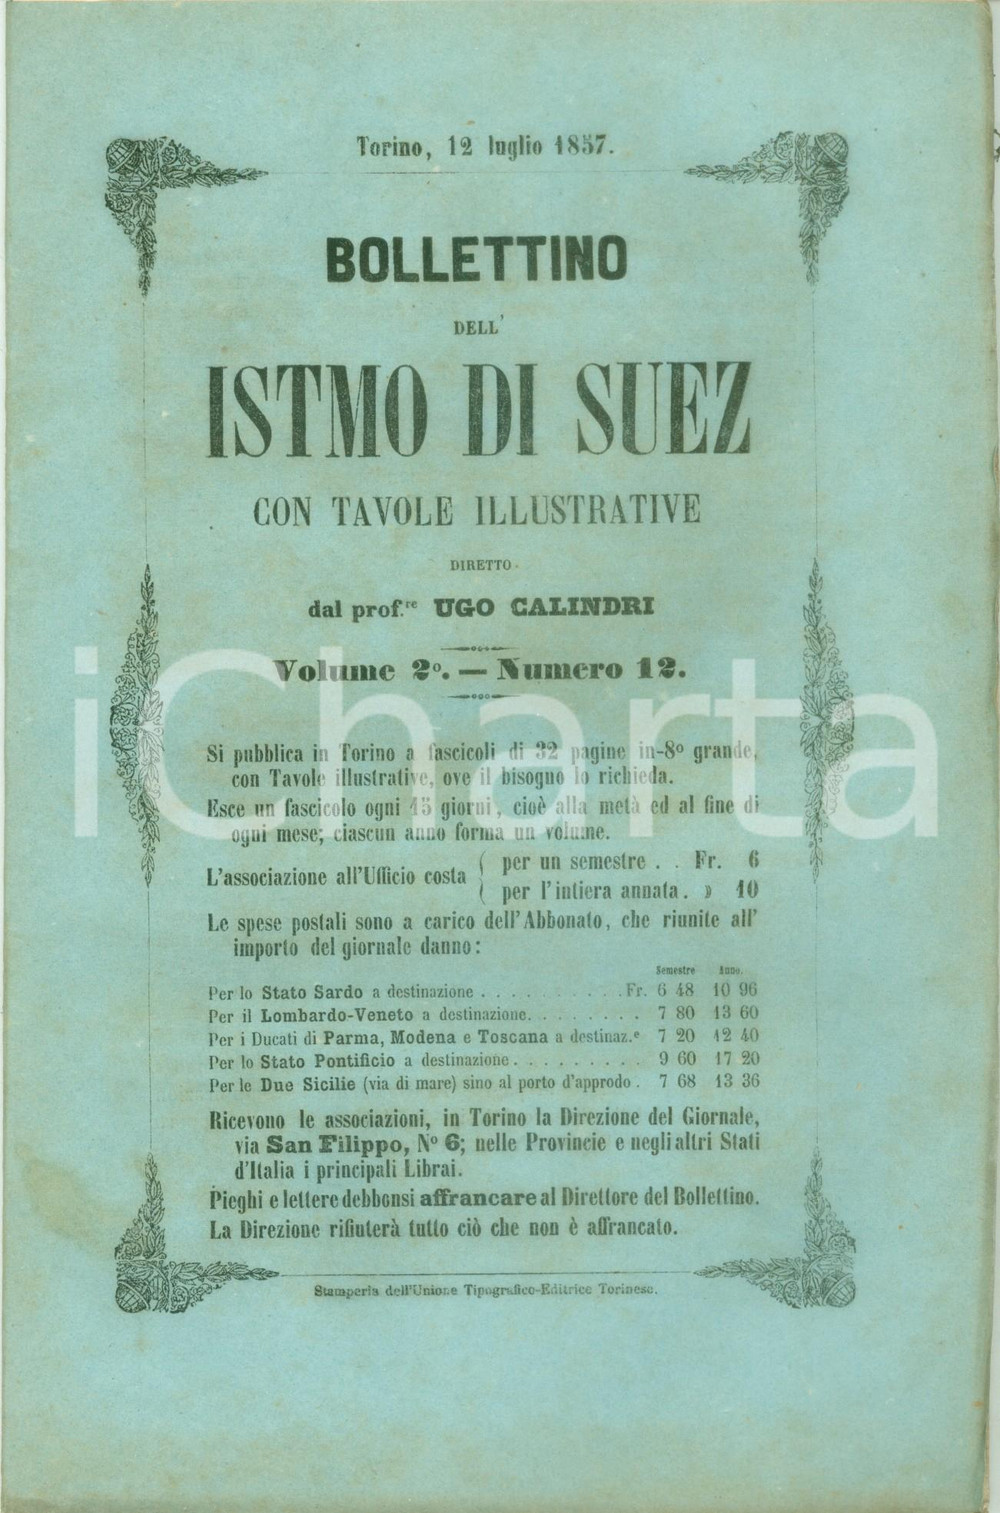 Torino, 12 luglio 1857.
BOLLETTINO
DELL'
ISTMO DI SUEZ
CON TAVOLE ILLUSTRATIVE
DIRETTO
dal prof.re UGO CALINDRI
Volume 2o. — Numero 12.
iCharta
Si pubblica in Torino a fascicoli di 32 pagine in-8o grande,
con Tavole illustrative, ove il bisogno lo richieda.
Esce un fascicolo ogni 15 giorni, cioè alla metà ed al fine di
ogni mese; ciascun anno forma un volume.
L'associazione all'Ufficio costa ( per un semestre . . Fr. 6
( per l'intiera annata. » 10
Le spese postali sono a carico dell'Abbonato, che riunite all'
importo del giornale danno:
Semestre Anno.
Per lo Stato Sardo a destinazione . . . . . . . . . . Fr. 6 48 10 96
Per il Lombardo-Veneto a destinazione. . . . . . . . 7 80 13 60
Per i Ducati di Parma, Modena e Toscana a destinaz.e 7 20 12 40
Per lo Stato Pontificio a destinazione. . . . . . . . . 9 60 17 20
Per le Due Sicilie (via di mare) sino al porto d'approdo . 7 68 13 36
Ricevono le associazioni, in Torino la Direzione del Giornale,
via San Filippo, No 6; nelle Provincie e negli altri Stati
d'Italia i principali Librai.
Pieghi e lettere debbonsi affrancare al Direttore del Bollettino.
La Direzione rifiuterà tutto ciò che non è affrancato.
Stamperia dell'Unione Tipografico-Editrice Torinese.